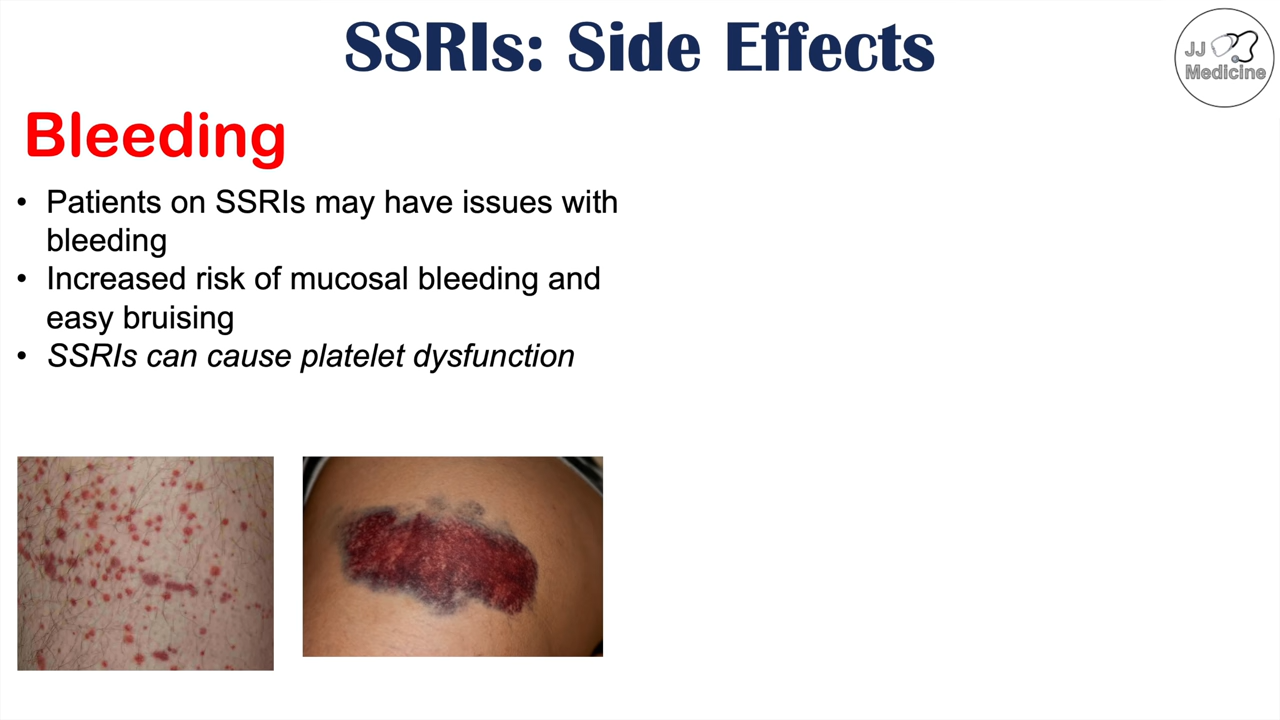 SSRIs: Side Effects
JJ
Medicine
Bleeding
• Patients on SSRIs may have issues with
bleeding
• Increased risk of mucosal bleeding and
easy bruising
• SSRIs can cause platelet dysfunction